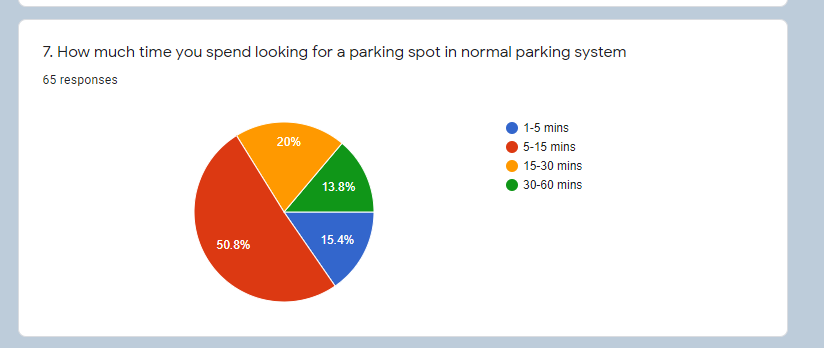 7. How much time you spend looking for a parking spot in normal parking system
65 responses
20%
13.8%
50.8%
15.4%
1-5 mins
5-15 mins
15-30 mins
30-60 mins